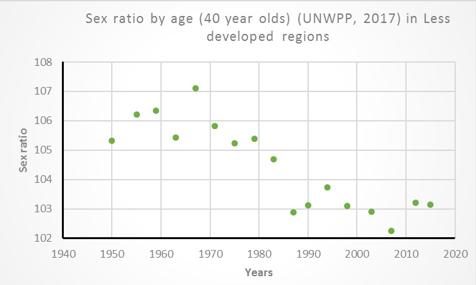 Sex ratio by age (40 year olds) (UNWPP, 2017) in Less
developed regions
108
107
106
105
104
103
102
Sex ratio
1940 1950 1960 1970 1980 1990 2000 2010 2020
Years